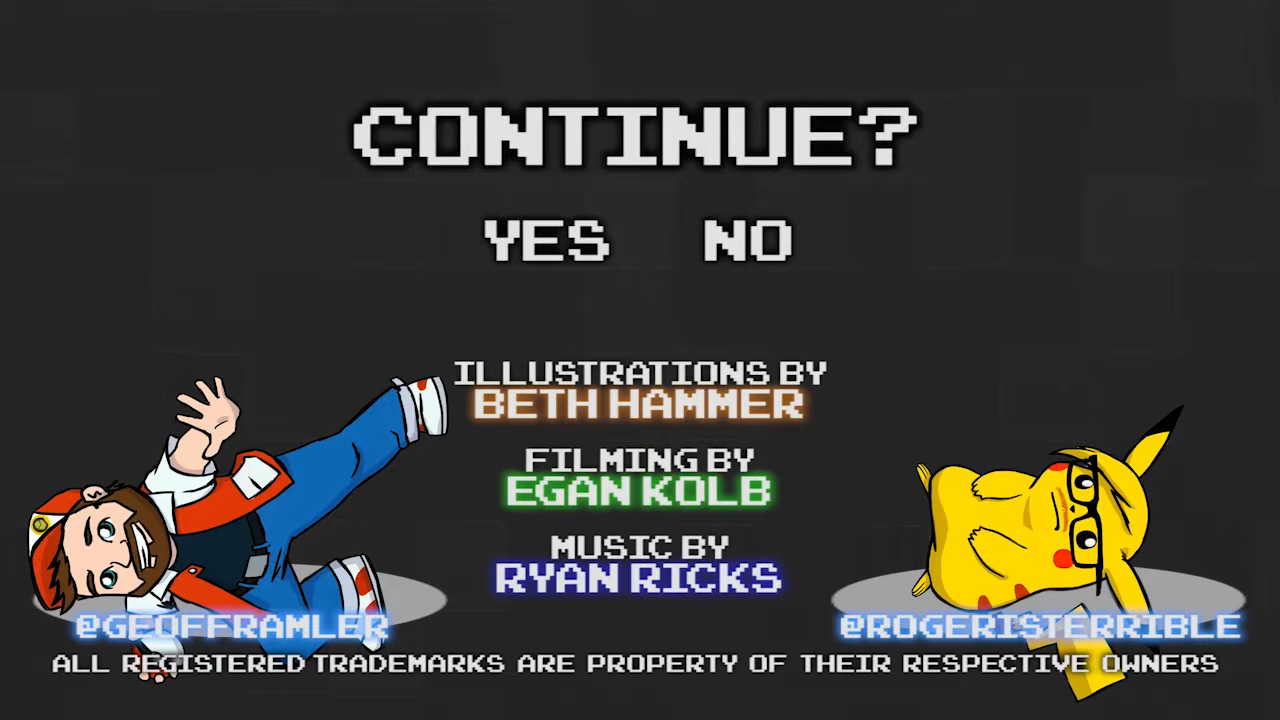 CONTINUE?
YES NO
ILLUSTRATIONS BY
BETH HAMMER
FILMING BY
EGAN KOLB
MUSIC BY
RYAN RICKS
@GEOFFRAMLER @ROGERISTERRIBLE
ALL REGISTERED TRADEMARKS ARE PROPERTY OF THEIR RESPECTIVE OWNERS